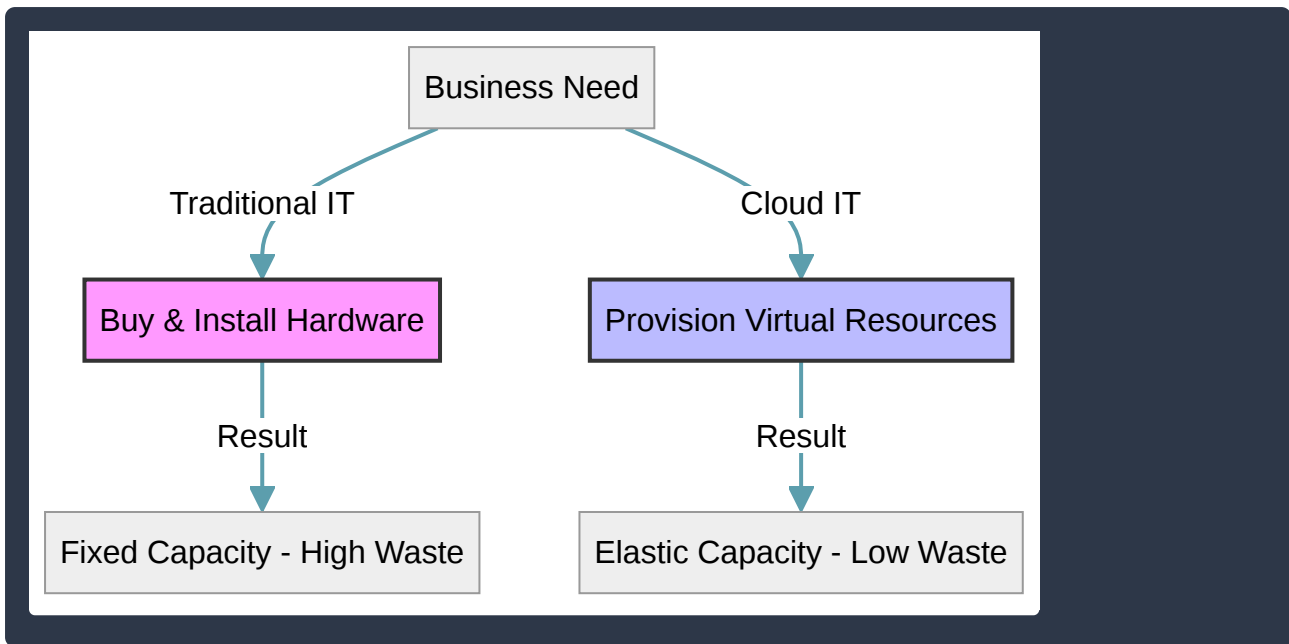 Business Need
Traditional IT
Cloud IT
Buy & Install Hardware
Provision Virtual Resources
Result
Result
Fixed Capacity - High Waste
Elastic Capacity - Low Waste